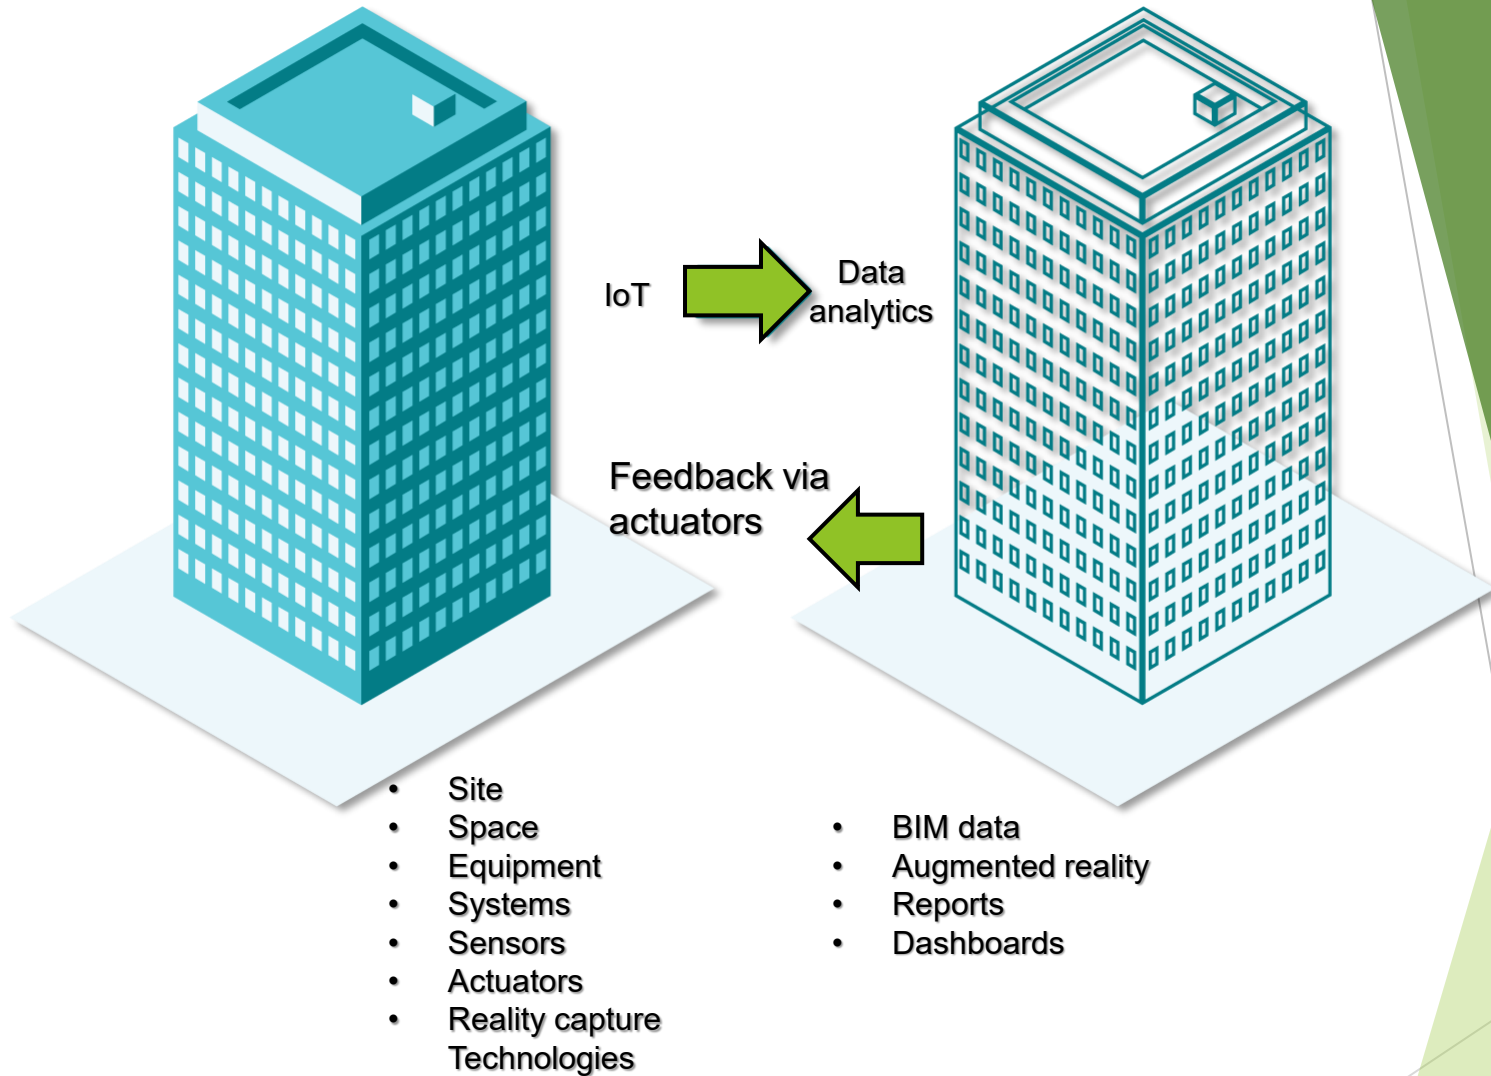 IoT
Data
analytics
Feedback via
actuators
• Site
• Space
• Equipment
• Systems
• Sensors
• Actuators
• Reality capture
Technologies
• BIM data
• Augmented reality
• Reports
• Dashboards